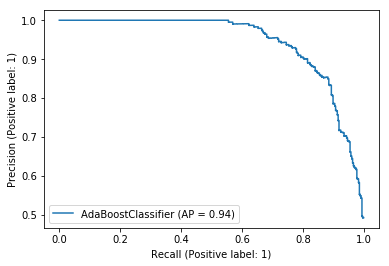 1.0
0.9
0.8
0.7
0.6
0.5
Precision (Positive label: 1)
AdaBoostClassifier (AP = 0.94)
0.0 0.2 0.4 0.6 0.8 1.0
Recall (Positive label: 1)